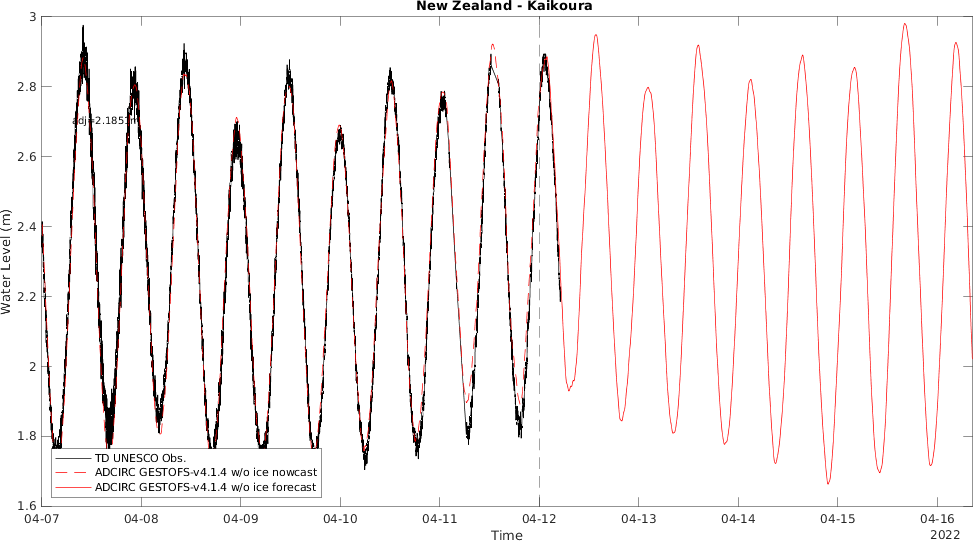 New Zealand - Kaikoura
3
2.8
adj=2.1851m
2.6
2.4
Water Level (m)
2.2
2
1.8
TD UNESCO Obs.
ADCIRC GESTOFS-v4.1.4 w/o ice nowcast
ADCIRC GESTOFS-v4.1.4 w/o ice forecast
1.6
04-07 04-08 04-09 04-10 04-11 04-12 04-13 04-14 04-15 04-16
Time
2022